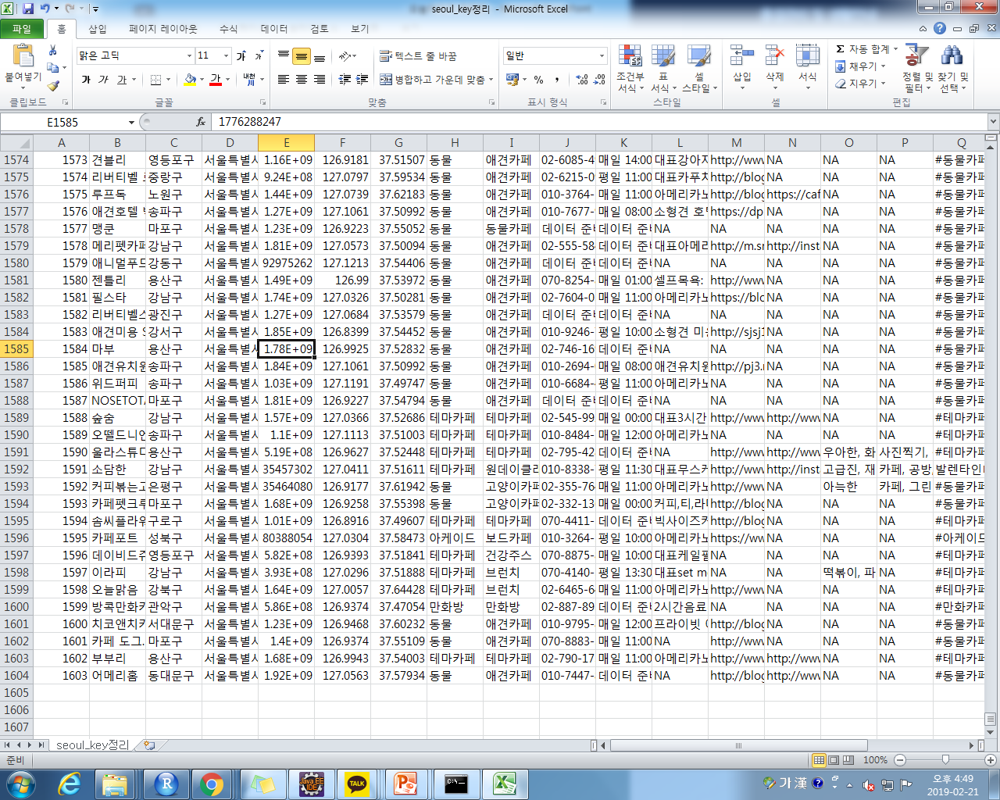 seoul_key정리 - Microsoft Excel
파일 홈 삽입 페이지 레이아웃 수식 데이터 검토 보기
붙여넣기
클립보드
맑은 고딕 11
가 가 가 가
글꼴
텍스트 줄 바꿈
병합하고 가운데 맞춤
맞춤
일반
표시 형식
조건부 서식
표 서식
셀 스타일
스타일
삽입 삭제 서식
셀
자동 합계
채우기
지우기
정렬 및 필터
찾기 및 선택
편집
E1585 fx 1776288247
A B C D E F G H I J K L M N O P Q
1574 1573 견블리 영등포구 서울특별시 1.16E+09 126.9181 37.51507 동물 애견카페 02-6085-4 매일 14:00 대표강아지 http://www NA NA NA #동물카페
1575 1574 리버티벨 중랑구 서울특별시 9.24E+08 127.0797 37.59534 동물 애견카페 02-6215-0 평일 11:00 대표카푸치 http://blog NA NA NA #동물카페
1576 1575 루프독 노원구 서울특별시 1.44E+09 127.0739 37.62183 동물 애견카페 010-3764- 매일 11:00 아메리카노 http://blog https://caf NA NA #동물카페
1577 1576 애견호텔 송파구 서울특별시 1.27E+09 127.1061 37.50992 동물 애견카페 010-7677- 매일 08:00 소형견 호텔 https://dp NA NA NA #동물카페
1578 1577 맹쿤 마포구 서울특별시 1.23E+09 126.9223 37.55052 동물 동물카페 데이터 준비 데이터 준비 NA NA NA NA NA #동물카페
1579 1578 메리펫카페 강남구 서울특별시 1.81E+09 127.0573 37.50094 동물 애견카페 02-555-58 데이터 준비 대표아메리 http://m.sm http://inst NA NA #동물카페
1580 1579 애니멀푸드 강동구 서울특별시 92975262 127.1213 37.54406 동물 애견카페 데이터 준비 데이터 준비 NA NA NA NA NA #동물카페
1581 1580 젠틀리 용산구 서울특별시 1.49E+09 126.99 37.53972 동물 애견카페 070-8254- 매일 01:00 셀프목욕: http://www NA NA NA #동물카페
1582 1581 필스타 강남구 서울특별시 1.74E+09 127.0326 37.50281 동물 애견카페 02-7604-0 매일 11:00 아메리카노 https://blo NA NA NA #동물카페
1583 1582 리버티벨스 광진구 서울특별시 1.27E+09 127.0684 37.53579 동물 애견카페 데이터 준비 데이터 준비 NA NA NA NA NA #동물카페
1584 1583 애견미용 S 강서구 서울특별시 1.85E+09 126.8399 37.54452 동물 애견카페 010-9246- 평일 10:00 소형견 미용 http://sjsj1 NA NA NA #동물카페
1585 1584 마부 용산구 서울특별시 1.78E+09 126.9925 37.52832 동물 애견카페 02-746-16 데이터 준비 NA NA NA NA NA #동물카페
1586 1585 애견유치원 송파구 서울특별시 1.84E+09 127.1061 37.50992 동물 애견카페 010-2694- 매일 08:00 애견유치원 http://pj3.r NA NA NA #동물카페
1587 1586 위드퍼피 송파구 서울특별시 1.03E+09 127.1191 37.49747 동물 애견카페 010-6684- 평일 11:00 아메리카노 NA NA NA NA #동물카페
1588 1587 NOSETOTA 마포구 서울특별시 1.81E+09 126.9227 37.54794 동물 애견카페 데이터 준비 데이터 준비 NA NA NA NA NA #동물카페
1589 1588 숲숨 강남구 서울특별시 1.57E+09 127.0366 37.52686 테마카페 테마카페 02-545-99 매일 00:00 대표3시간 http://www http://www NA NA #테마카페
1590 1589 오뗄드니엔 송파구 서울특별시 1.1E+09 127.1113 37.51003 테마카페 테마카페 010-8484- 매일 12:00 아메리카노 NA NA NA NA #테마카페
1591 1590 울라스튜디 용산구 서울특별시 5.19E+08 126.9627 37.52448 테마카페 테마카페 02-795-42 데이터 준비 NA http://www http://www 우아한, 화 사진찍기, #테마카페
1592 1591 소담한 강남구 서울특별시 35457302 127.0411 37.51611 테마카페 원데이클래 010-8338- 평일 11:30 대표무스케 http://www http://inst 고급진, 재 카페, 공방, 발렌타인데
1593 1592 커피볶는고 은평구 서울특별시 35464080 126.9177 37.61942 동물 고양이카페 02-355-76 매일 11:00 아메리카노 http://www NA 아늑한 카페, 그린 #동물카페
1594 1593 카페펫크루 마포구 서울특별시 1.68E+09 126.9258 37.55398 동물 고양이카페 02-332-13 매일 00:00 커피,티,라떼 http://blog NA NA NA #동물카페
1595 1594 솜씨플라워 구로구 서울특별시 1.01E+09 126.8916 37.49607 테마카페 테마카페 070-4411- 데이터 준비 빅사이즈커 http://blog NA NA NA #테마카페
1596 1595 카페포트 성북구 서울특별시 80388054 127.0304 37.58473 아케이드 보드카페 010-3264- 평일 10:00 아메리카노 https://www NA NA NA #아케이드
1597 1596 데이비드쥬 영등포구 서울특별시 5.82E+08 126.9393 37.51841 테마카페 건강주스 070-8875- 매일 10:00 대표케일필 NA NA NA NA #테마카페
1598 1597 이라피 강남구 서울특별시 3.93E+08 127.0296 37.51888 테마카페 브런치 070-4140- 평일 13:30 대표set m NA NA 떡볶이, 파 NA #테마카페
1599 1598 오늘맑음 강북구 서울특별시 1.64E+09 127.0057 37.64428 테마카페 브런치 02-6465-6 매일 11:00 아메리카노 http://www NA NA NA #테마카페
1600 1599 방콕만화카 관악구 서울특별시 5.86E+08 126.9374 37.47054 만화방 만화방 02-887-89 데이터 준비 2시간음료 NA NA NA NA #만화카페
1601 1600 치코앤치카 서대문구 서울특별시 1.23E+09 126.9468 37.60232 동물 애견카페 010-9795- 매일 12:00 프라이빗 http://blog NA NA NA #동물카페
1602 1601 카페 도그. 마포구 서울특별시 1.4E+09 126.9374 37.55109 동물 애견카페 070-8883- 매일 11:00 NA http://www NA NA NA #동물카페
1603 1602 부부리 용산구 서울특별시 1.68E+09 126.9943 37.54003 테마카페 테마카페 02-790-17 매일 11:00 아메리카노 http://www http://www NA NA #테마카페
1604 1603 어메리홈 동대문구 서울특별시 1.92E+09 127.0563 37.57934 동물 애견카페 010-7447- 데이터 준비 NA http://blog NA NA NA #동물카페
1605
1606
1607
seoul_key정리
준비 100%
R Java EE IDE TALK P C:\ X
가 漢
오후 4:49
2019-02-21